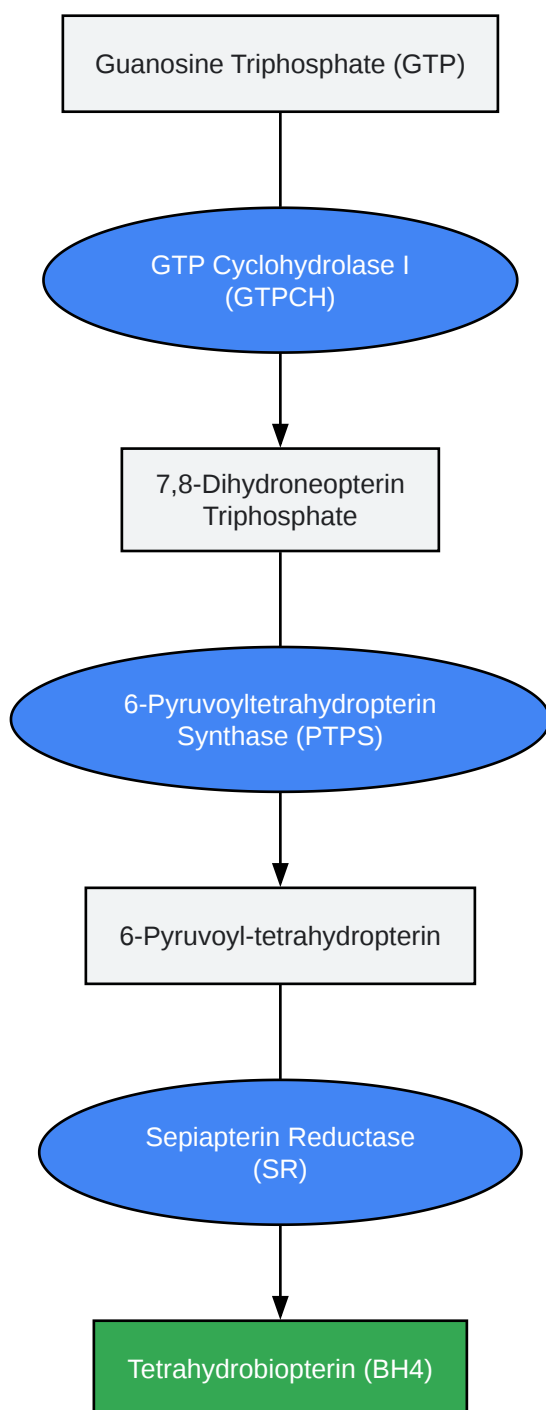 Guanosine Triphosphate (GTP)
GTP Cyclohydrolase I
(GTPCH)
7,8-Dihydroneopterin
Triphosphate
6-Pyruvoyltetrahydropterin
Synthase (PTPS)
6-Pyruvoyl-tetrahydropterin
Sepiapterin Reductase
(SR)
Tetrahydrobiopterin (BH4)